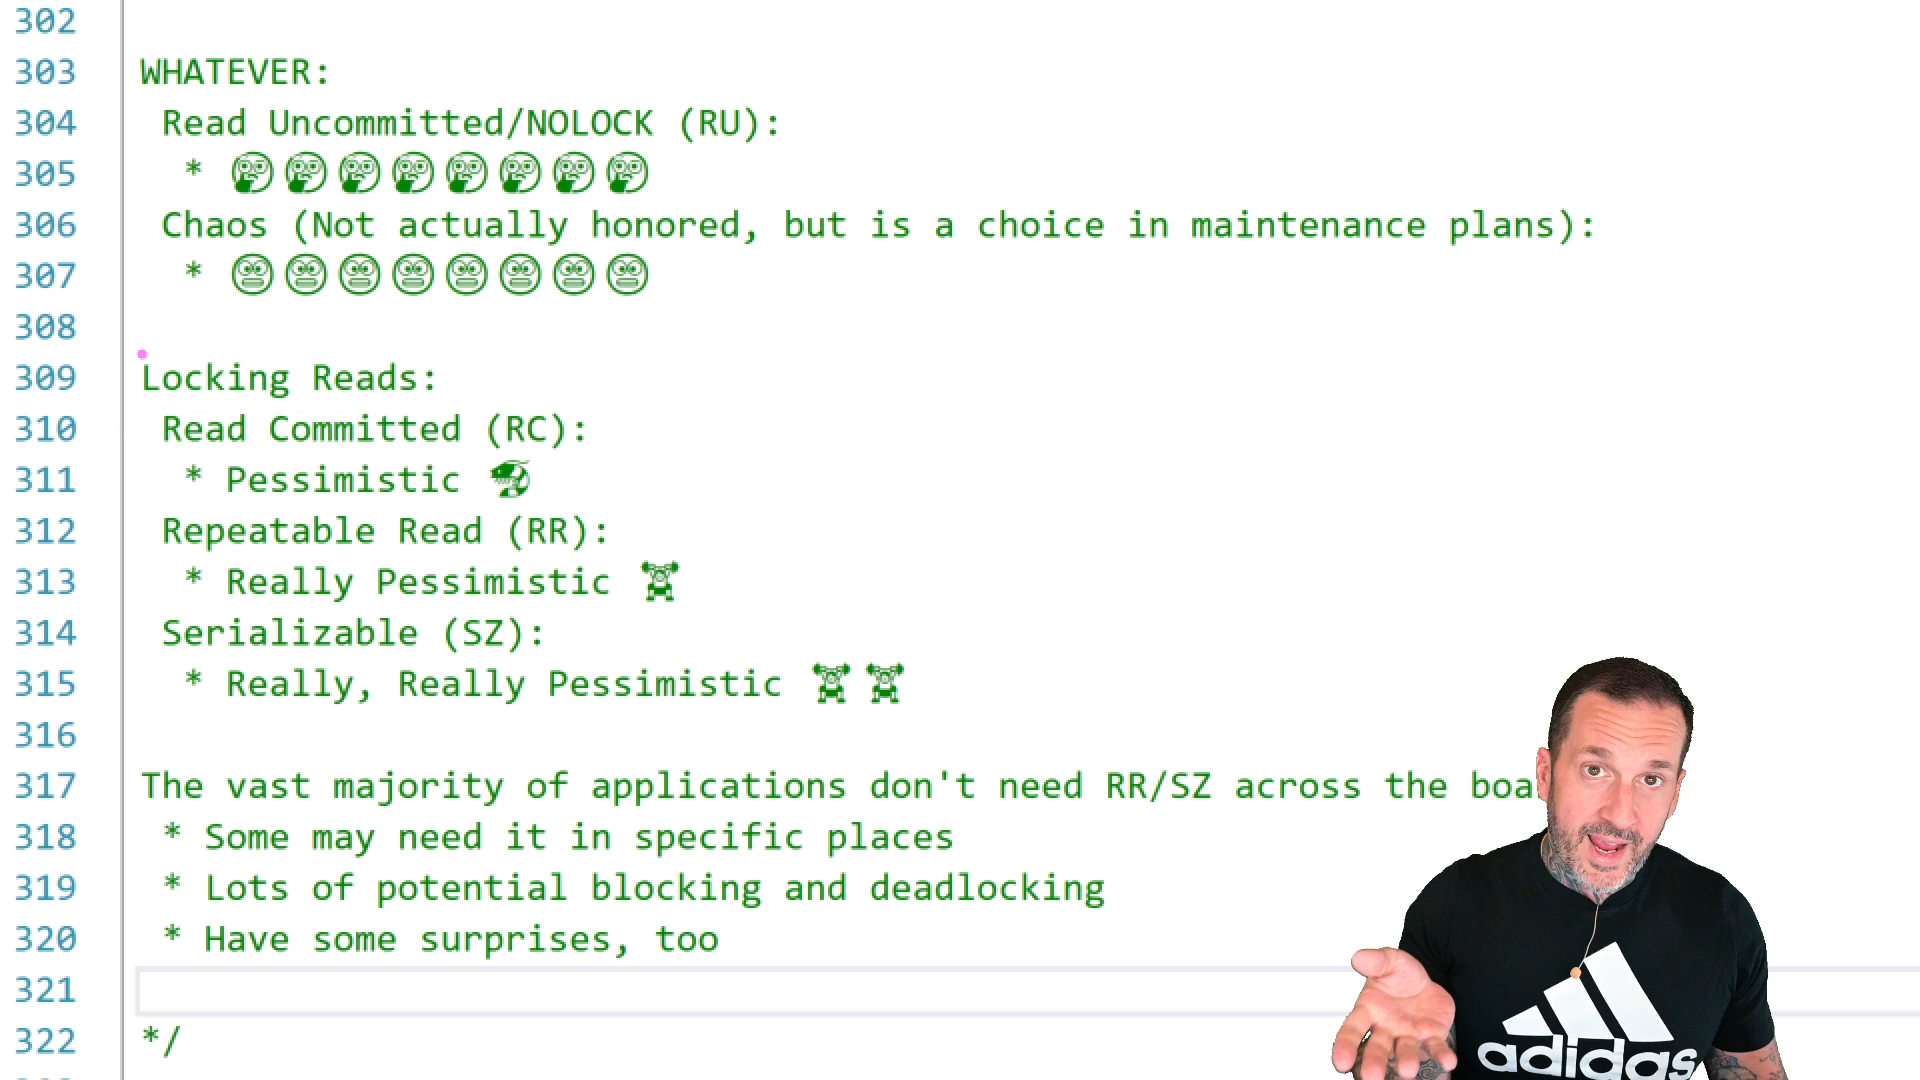 302
303 WHATEVER:
304 Read Uncommitted/NOLOCK (RU):
305 *
306 Chaos (Not actually honored, but is a choice in maintenance plans):
307 *
308
309 Locking Reads:
310 Read Committed (RC):
311 * Pessimistic 🦐
312 Repeatable Read (RR):
313 * Really Pessimistic 🏋
314 Serializable (SZ):
315 * Really, Really Pessimistic 🏋 🏋
316
317 The vast majority of applications don't need RR/SZ across the boa
318 * Some may need it in specific places
319 * Lots of potential blocking and deadlocking
320 * Have some surprises, too
321
322 */
adidas